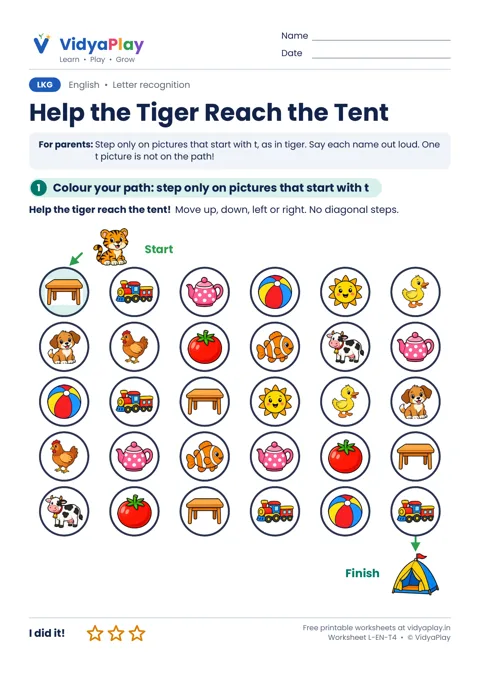 VidyaPlay
Learn • Play • Grow
Name
Date
LKG English • Letter recognition
Help the Tiger Reach the Tent
For parents: Step only on pictures that start with t, as in tiger. Say each name out loud. One
t picture is not on the path!
1 Colour your path: step only on pictures that start with t
Help the tiger reach the tent! Move up, down, left or right. No diagonal steps.
Start
Finish
I did it!
Free printable worksheets at vidyaplay.in
Worksheet L-EN-T4 • © VidyaPlay